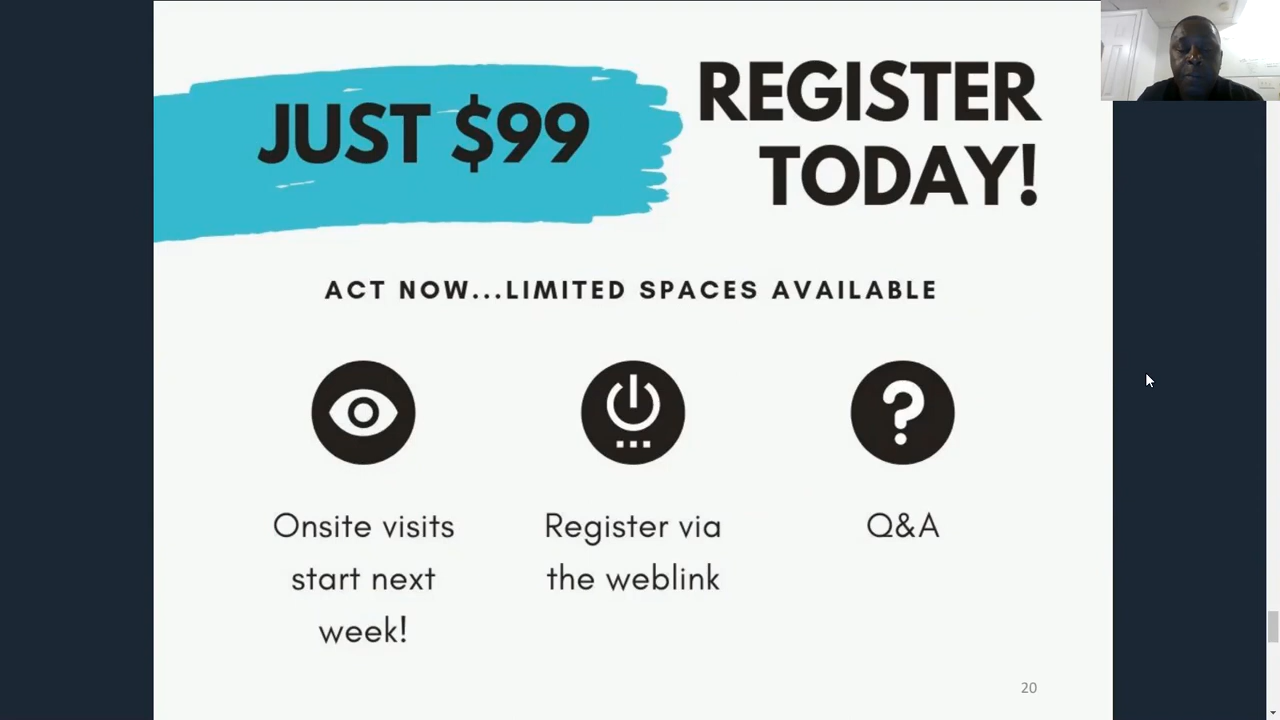 JUST $99
REGISTER
TODAY!
ACT NOW...LIMITED SPACES AVAILABLE
Onsite visits
start next
week!
Register via
the weblink
Q&A
20